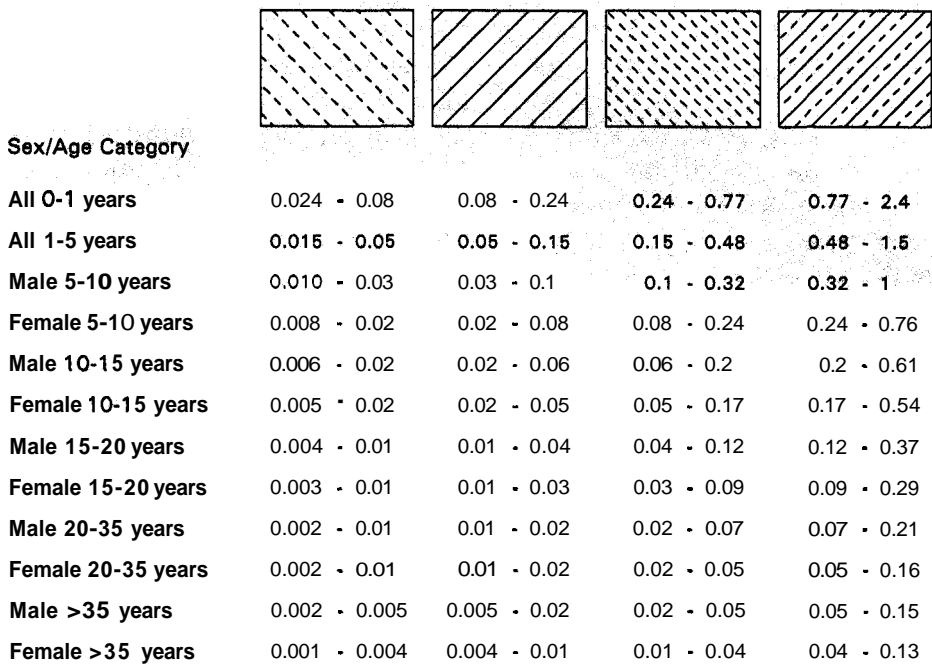 Sex/Age Category
All 0-1 years 0.024 - 0.08 0.08 - 0.24 0.24 - 0.77 0.77 - 2.4
All 1-5 years 0.015 - 0.05 0.05 - 0.15 0.15 - 0.48 0.48 - 1.5
Male 5-10 years 0.010 - 0.03 0.03 - 0.1 0.1 - 0.32 0.32 - 1
Female 5-10 years 0.008 - 0.02 0.02 - 0.08 0.08 - 0.24 0.24 - 0.76
Male 10-15 years 0.006 - 0.02 0.02 - 0.06 0.06 - 0.2 0.2 - 0.61
Female 10-15 years 0.005 - 0.02 0.02 - 0.05 0.05 - 0.17 0.17 - 0.54
Male 15-20 years 0.004 - 0.01 0.01 - 0.04 0.04 - 0.12 0.12 - 0.37
Female 15-20 years 0.003 - 0.01 0.01 - 0.03 0.03 - 0.09 0.09 - 0.29
Male 20-35 years 0.002 - 0.01 0.01 - 0.02 0.02 - 0.07 0.07 - 0.21
Female 20-35 years 0.002 - 0.01 0.01 - 0.02 0.02 - 0.05 0.05 - 0.16
Male >35 years 0.002 - 0.005 0.005 - 0.02 0.02 - 0.05 0.05 - 0.15
Female >35 years 0.001 - 0.004 0.004 - 0.01 0.01 - 0.04 0.04 - 0.13